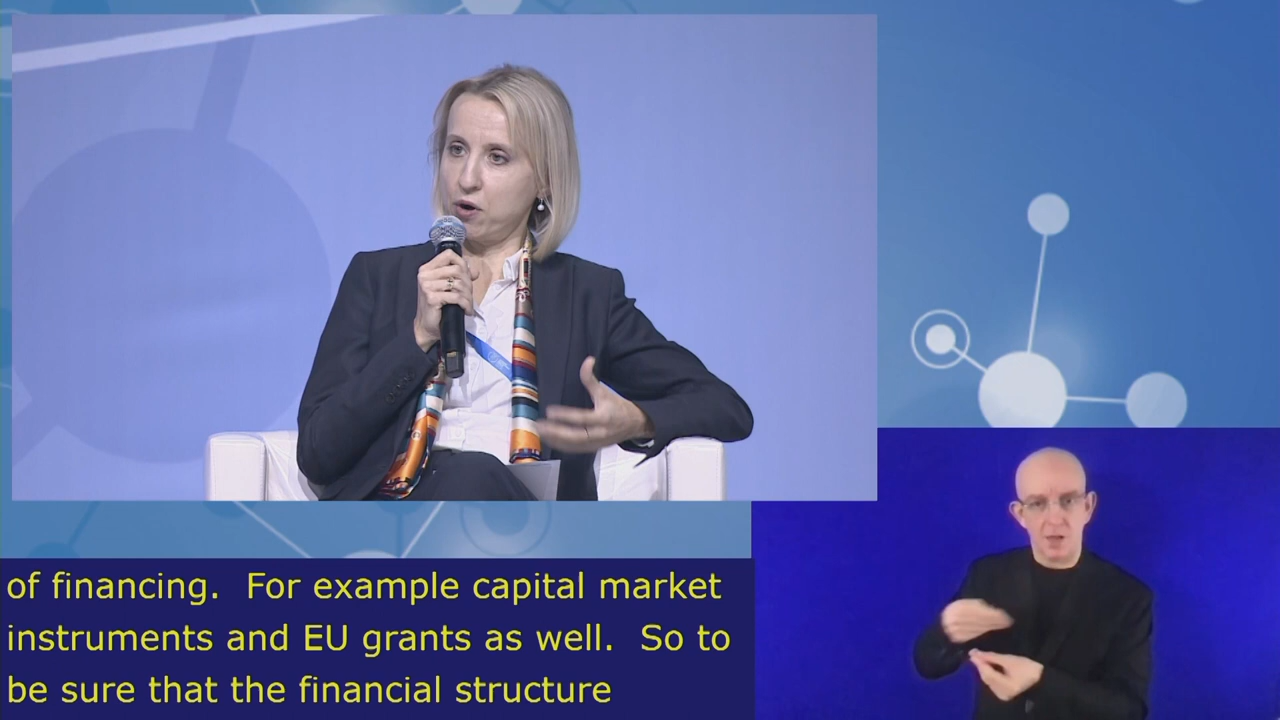 of financing.  For example capital market
instruments and EU grants as well.  So to
be sure that the financial structure